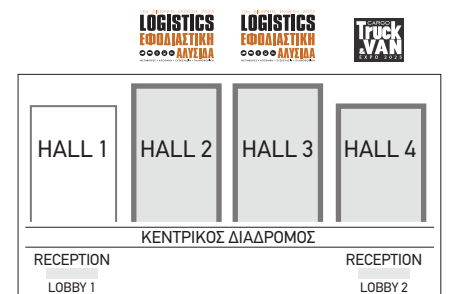 LOGISTICS
ΕΦΟΔΙΑΣΤΙΚΗ
ΑΛΥΣΙΔΑ
LOGISTICS
ΕΦΟΔΙΑΣΤΙΚΗ
ΑΛΥΣΙΔΑ
CARGO
Truck
&VAN
EXPO 2025
HALL 1
HALL 2
HALL 3
HALL 4
ΚΕΝΤΡΙΚΟΣ ΔΙΑΔΡΟΜΟΣ
RECEPTION
RECEPTION
LOBBY 1
LOBBY 2